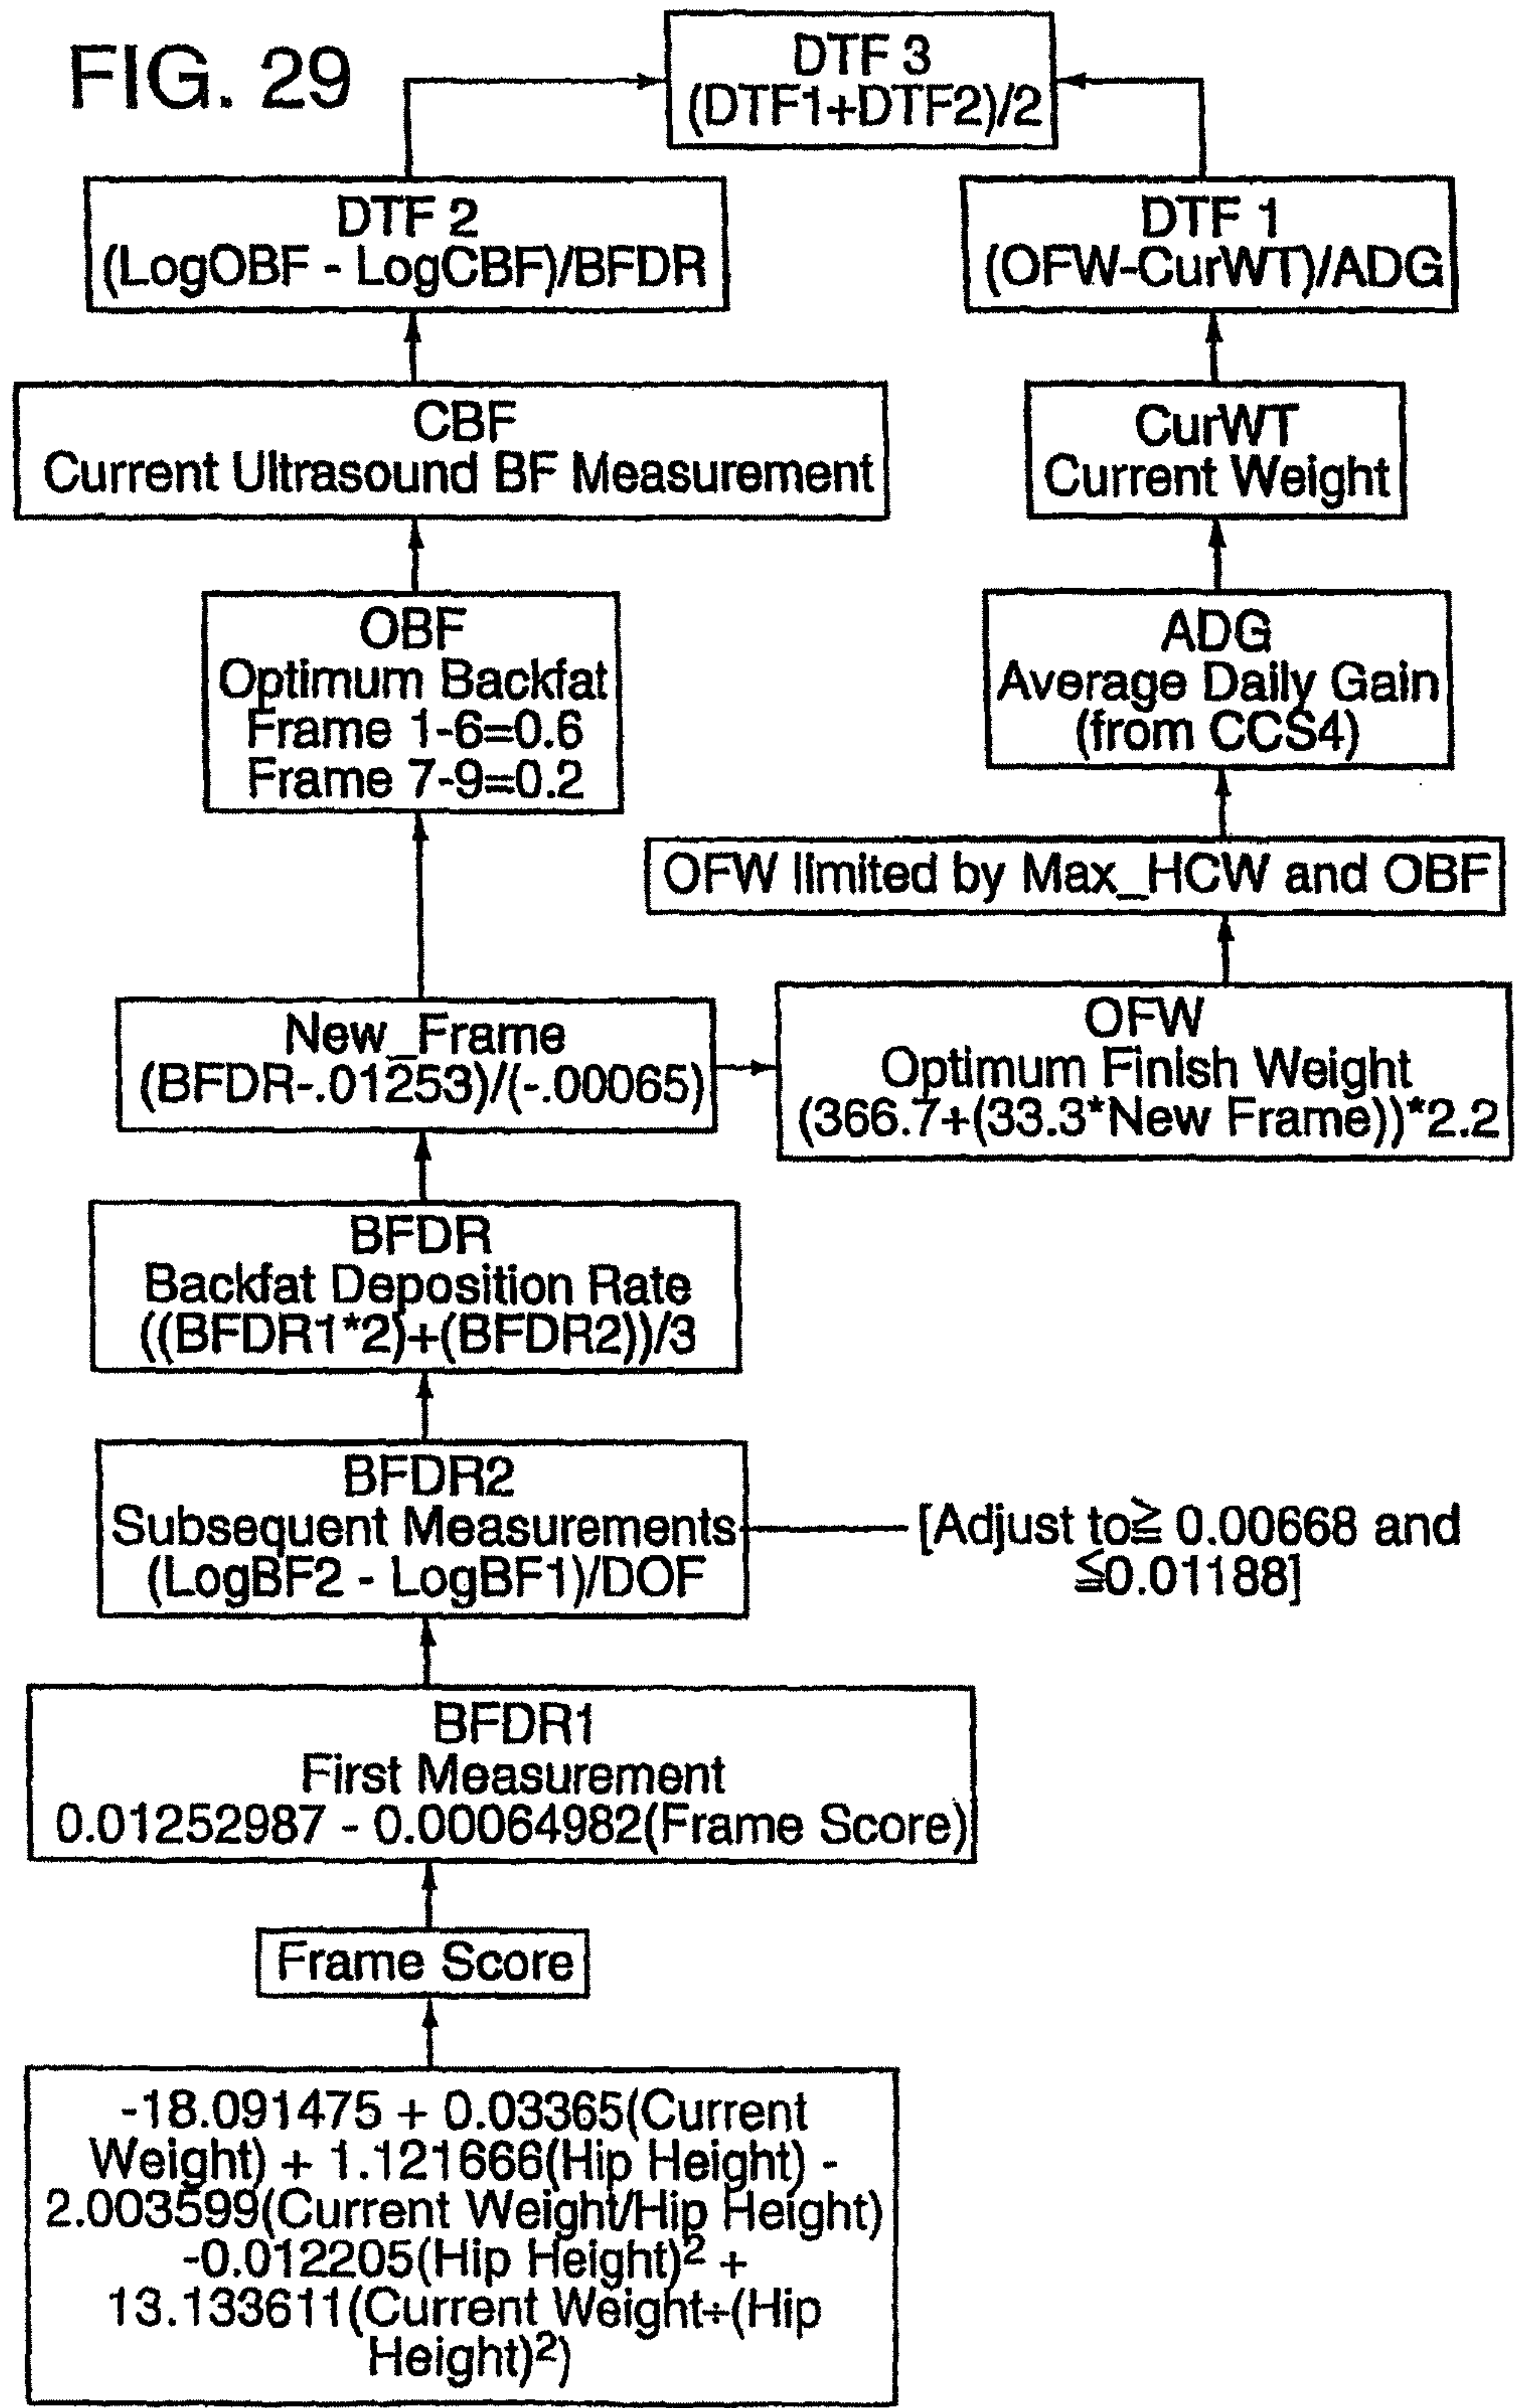 FIG. 29
DTF 3
(DTF1+DTF2)/2
DTF 2
(LogOBF - LogCBF)/BFDR
DTF 1
(OFW-CurWT)/ADG
CBF
Current Ultrasound BF Measurement
CurWT
Current Weight
OBF
Optimum Backfat
Frame 1-6=0.6
Frame 7-9=0.2
ADG
Average Daily Gain
(from CCS4)
OFW limited by Max_HCW and OBF
New_Frame
(BFDR-.01253)/(-.00065)
OFW
Optimum Finish Weight
(366.7+(33.3*New Frame))*2.2
BFDR
Backfat Deposition Rate
((BFDR1*2)+(BFDR2))/3
BFDR2
Subsequent Measurements
(LogBF2 - LogBF1)/DOF
[Adjust to≧ 0.00668 and
≦0.01188]
BFDR1
First Measurement
0.01252987 - 0.00064982(Frame Score)
Frame Score
-18.091475 + 0.03365(Current
Weight) + 1.121666(Hip Height) -
2.003599(Current Weight/Hip Height)
-0.012205(Hip Height)² +
13.133611(Current Weight÷(Hip
Height)²)